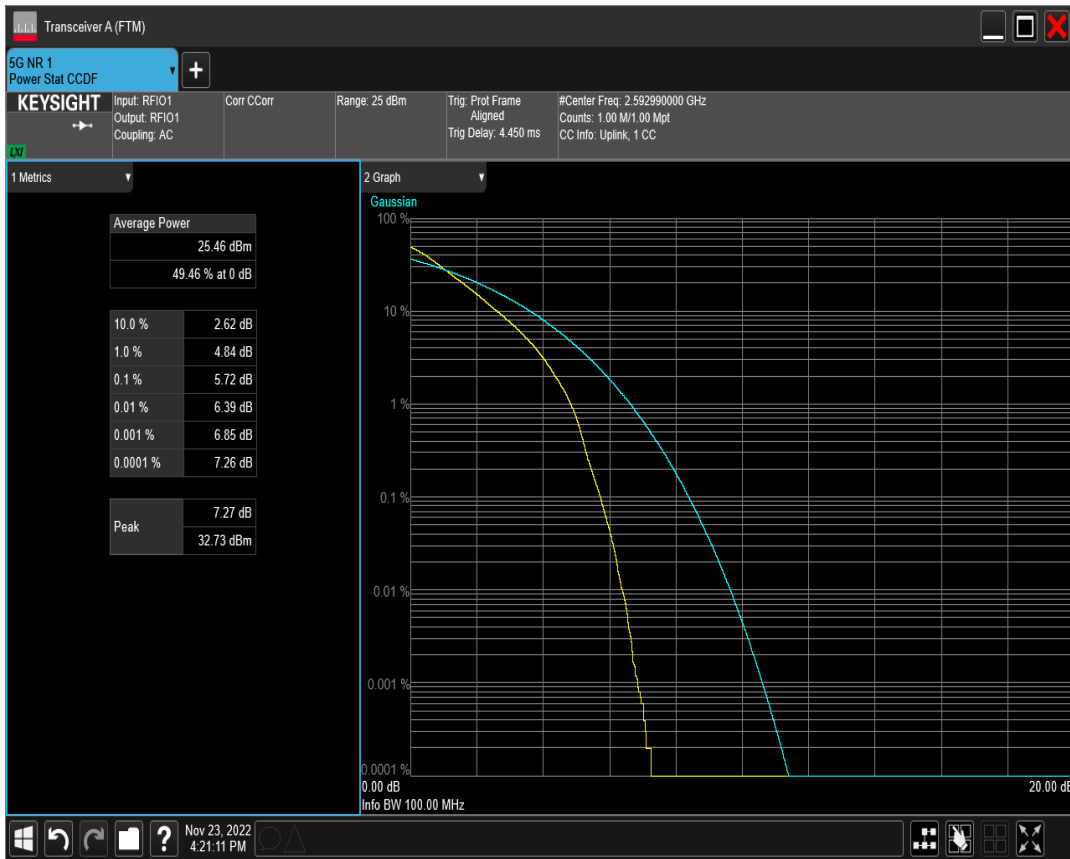 Transceiver A (FTM)
5G NR 1
Power Stat CCDF
+
KEYSIGHT
LXI
Input: RFIO1
Output: RFIO1
Coupling: AC
Corr CCorr
Range: 25 dBm
Trig: Prot Frame
Aligned
Trig Delay: 4.450 ms
#Center Freq: 2.592990000 GHz
Counts: 1.00 M/1.00 Mpt
CC Info: Uplink, 1 CC
1 Metrics
Average Power
25.46 dBm
49.46 % at 0 dB
10.0 % 2.62 dB
1.0 % 4.84 dB
0.1 % 5.72 dB
0.01 % 6.39 dB
0.001 % 6.85 dB
0.0001 % 7.26 dB
Peak
7.27 dB
32.73 dBm
2 Graph
Gaussian
100 %
10 %
1 %
0.1 %
0.01 %
0.001 %
0.0001 %
0.00 dB 20.00 dB
Info BW 100.00 MHz
?
Nov 23, 2022
4:21:11 PM